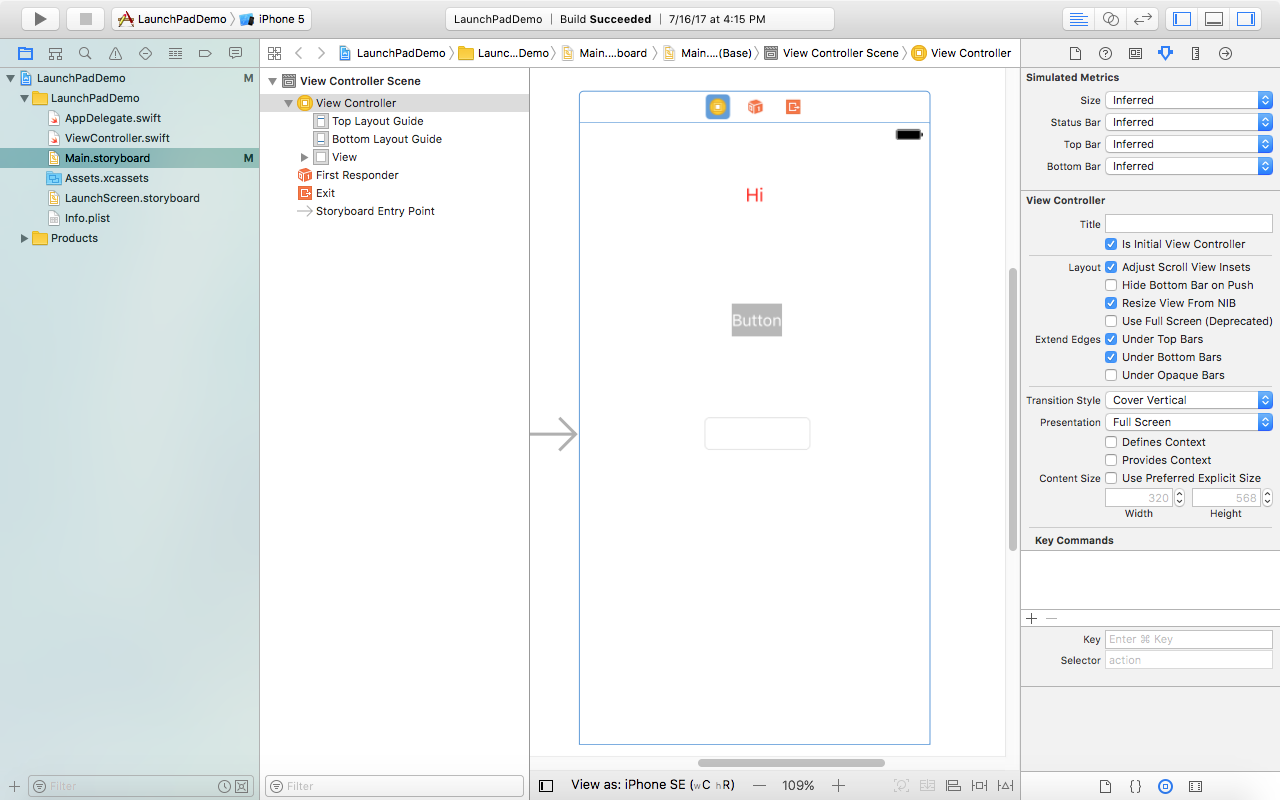 LaunchPadDemo iPhone 5
LaunchPadDemo | Build Succeeded | 7/16/17 at 4:15 PM
LaunchPadDemo Launc...Demo Main....board Main....(Base) View Controller Scene View Controller
LaunchPadDemo M
LaunchPadDemo
AppDelegate.swift
ViewController.swift
Main.storyboard M
Assets.xcassets
LaunchScreen.storyboard
Info.plist
Products
Filter
View Controller Scene
View Controller
Top Layout Guide
Bottom Layout Guide
View
First Responder
Exit
Storyboard Entry Point
Filter
Hi
Button
View as: iPhone SE (wC hR) — 109% +
Simulated Metrics
Size Inferred
Status Bar Inferred
Top Bar Inferred
Bottom Bar Inferred
View Controller
Title
Is Initial View Controller
Layout Adjust Scroll View Insets
Hide Bottom Bar on Push
Resize View From NIB
Use Full Screen (Deprecated)
Extend Edges Under Top Bars
Under Bottom Bars
Under Opaque Bars
Transition Style Cover Vertical
Presentation Full Screen
Defines Context
Provides Context
Content Size Use Preferred Explicit Size
320 568
Width Height
Key Commands
Key Enter ⌘ Key
Selector action